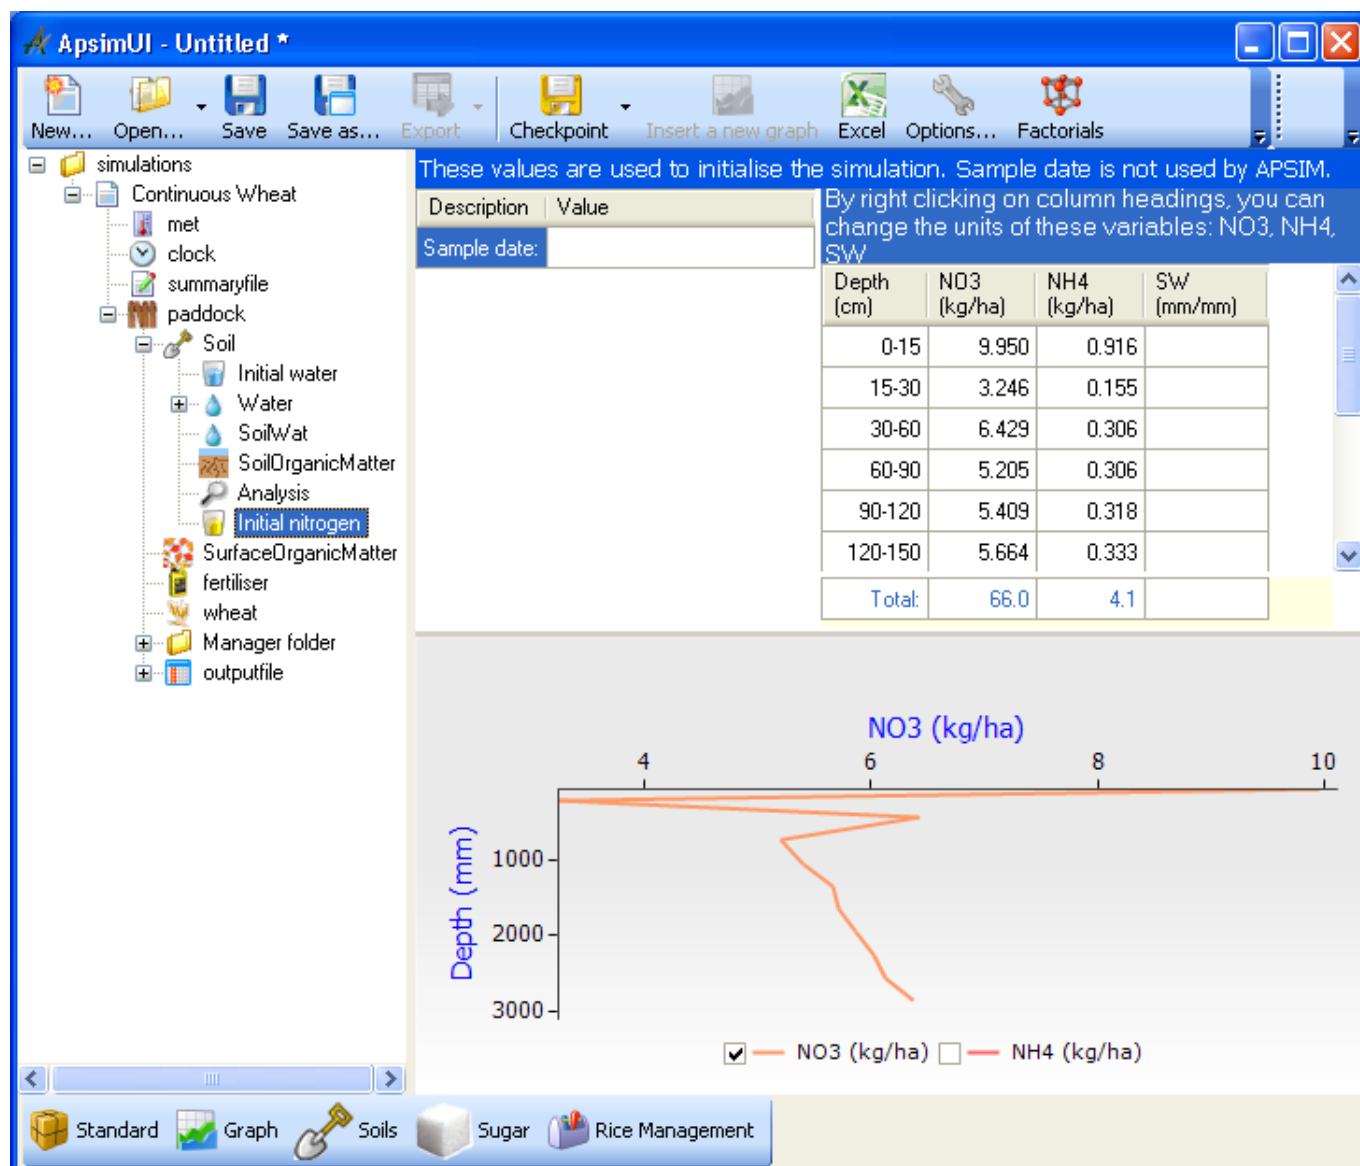 ApsimUI - Untitled *
New... Open... Save Save as... Export Checkpoint Insert a new graph Excel Options... Factorials
simulations
Continuous Wheat
met
clock
summaryfile
paddock
Soil
Initial water
Water
SoilWat
SoilOrganicMatter
Analysis
Initial nitrogen
SurfaceOrganicMatter
fertiliser
wheat
Manager folder
outputfile
These values are used to initialise the simulation. Sample date is not used by APSIM.
Description Value
Sample date:
By right clicking on column headings, you can
change the units of these variables: NO3, NH4,
SW
Depth NO3 NH4 SW
(cm) (kg/ha) (kg/ha) (mm/mm)
0-15 9.950 0.916
15-30 3.246 0.155
30-60 6.429 0.306
60-90 5.205 0.306
90-120 5.409 0.318
120-150 5.664 0.333
Total: 66.0 4.1
NO3 (kg/ha)
4 6 8 10
Depth (mm)
1000
2000
3000
NO3 (kg/ha) NH4 (kg/ha)
Standard Graph Soils Sugar Rice Management